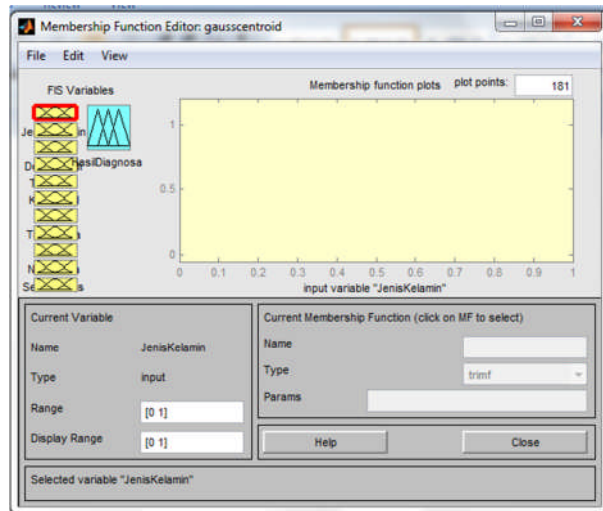 Membership Function Editor: gausscentroid
File Edit View
FIS Variables
Membership function plots plot points: 181
HasilDiagnosa
1
0.5
0
0 0.1 0.2 0.3 0.4 0.5 0.6 0.7 0.8 0.9 1
input variable "JenisKelamin"
Current Variable
Name JenisKelamin
Type input
Range [0 1]
Display Range [0 1]
Current Membership Function (click on MF to select)
Name
Type trimf
Params
Help Close
Selected variable "JenisKelamin"